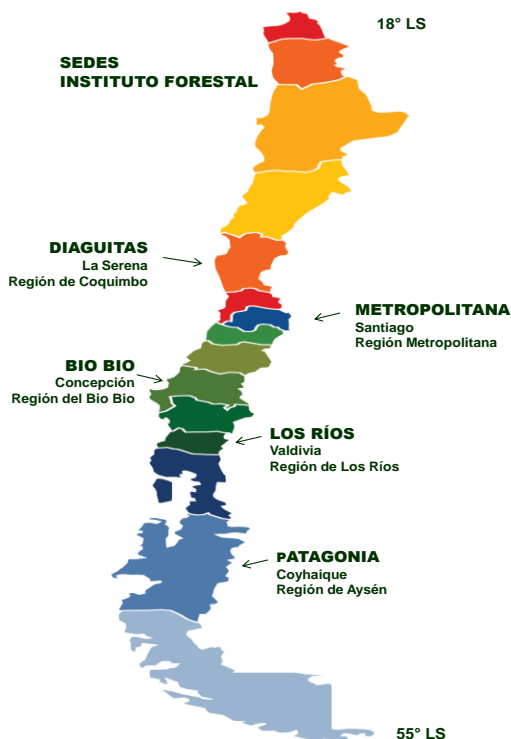 18° LS
SEDES
INSTITUTO FORESTAL
DIAGUITAS
La Serena
Región de Coquimbo
METROPOLITANA
Santiago
Región Metropolitana
BIO BIO
Concepción
Región del Bio Bio
LOS RÍOS
Valdivia
Región de Los Ríos
PATAGONIA
Coyhaique
Región de Aysén
55° LS